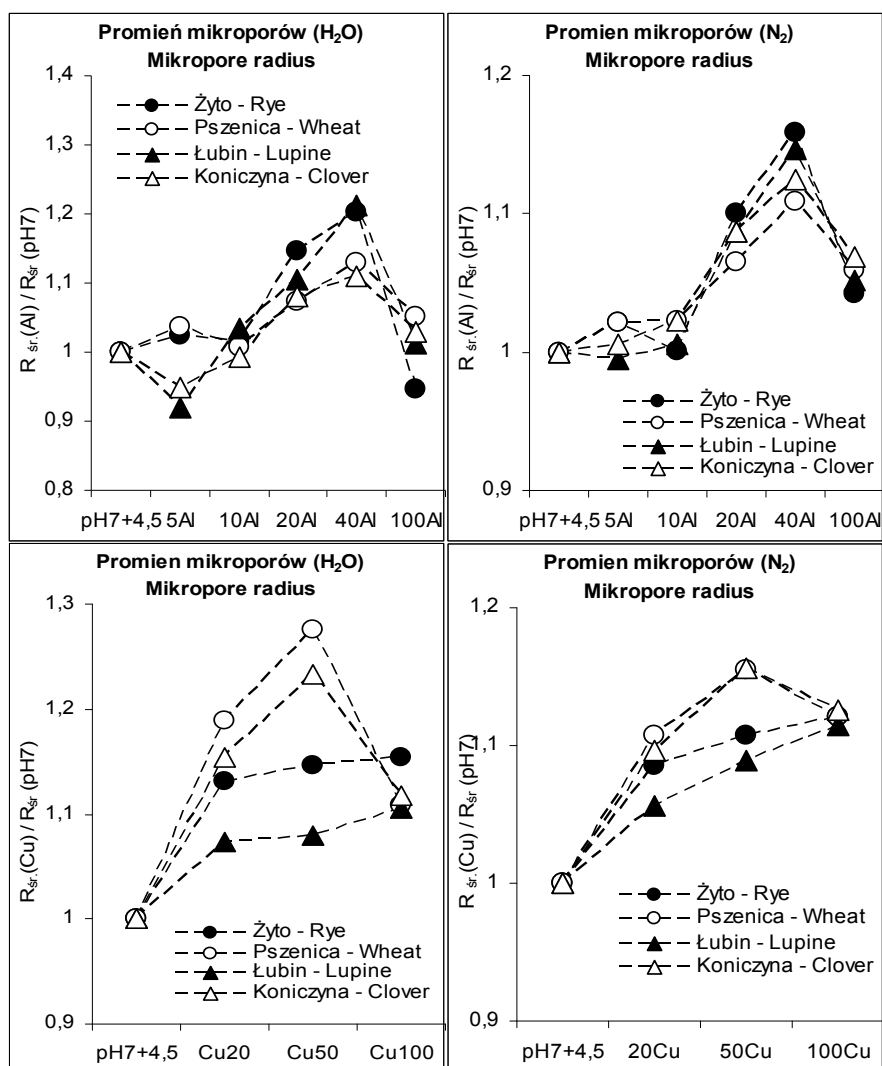 Promień mikroporów (H₂O)
Mikropore radius
1,4
1,3
1,2
1,1
1
0,9
0,8
R śr.(Al) / Rśr (pH7)
Żyto - Rye
Pszenica - Wheat
Łubin - Lupine
Koniczyna - Clover
pH7+4,5 5Al 10Al 20Al 40Al 100Al
Promien mikroporów (N₂)
Mikropore radius
1,2
1,1
1
0,9
R śr.(Al) / Rśr (pH7)
Żyto - Rye
Pszenica - Wheat
Łubin - Lupine
Koniczyna - Clover
pH7+4,5 5Al 10Al 20Al 40Al 100Al
Promien mikroporów (H₂O)
Mikropore radius
1,3
1,2
1,1
1
0,9
Rśr.(Cu) / Rśr (pH7)
Żyto - Rye
Pszenica - Wheat
Łubin - Lupine
Koniczyna - Clover
pH7+4,5 Cu20 Cu50 Cu100
Promien mikroporów (N₂)
Mikropore radius
1,2
1,1
1
0,9
R śr.(Cu) / Rśr (pH7)
Żyto - Rye
Pszenica - Wheat
Łubin - Lupine
Koniczyna - Clover
pH7+4,5 20Cu 50Cu 100Cu